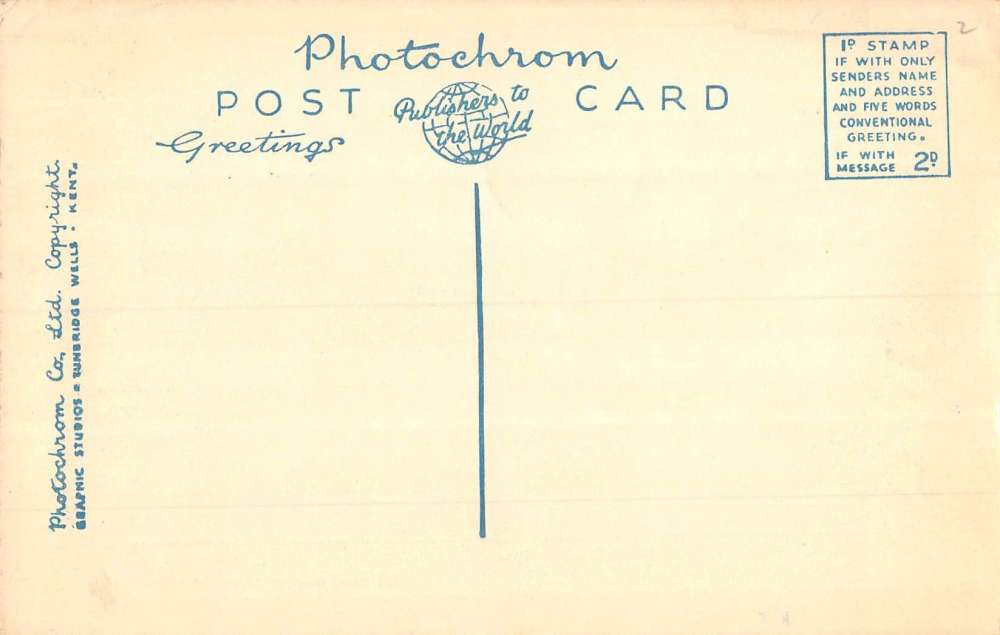 Photochrom
POST CARD
Publishers to
the World
Greetings
1D STAMP
IF WITH ONLY
SENDERS NAME
AND ADDRESS
AND FIVE WORDS
CONVENTIONAL
GREETING.
IF WITH
MESSAGE 2D.
Photochrom Co., Ltd. Copyright.
GRAPHIC STUDIOS = TUNBRIDGE WELLS · KENT.
2